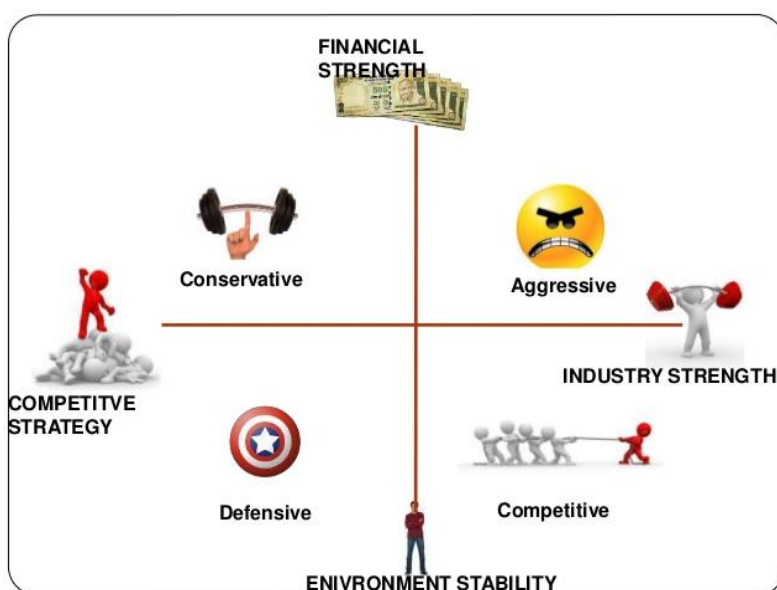 FINANCIAL
STRENGTH
Conservative
Aggressive
INDUSTRY STRENGTH
COMPETITVE
STRATEGY
Defensive
Competitive
ENIVRONMENT STABILITY